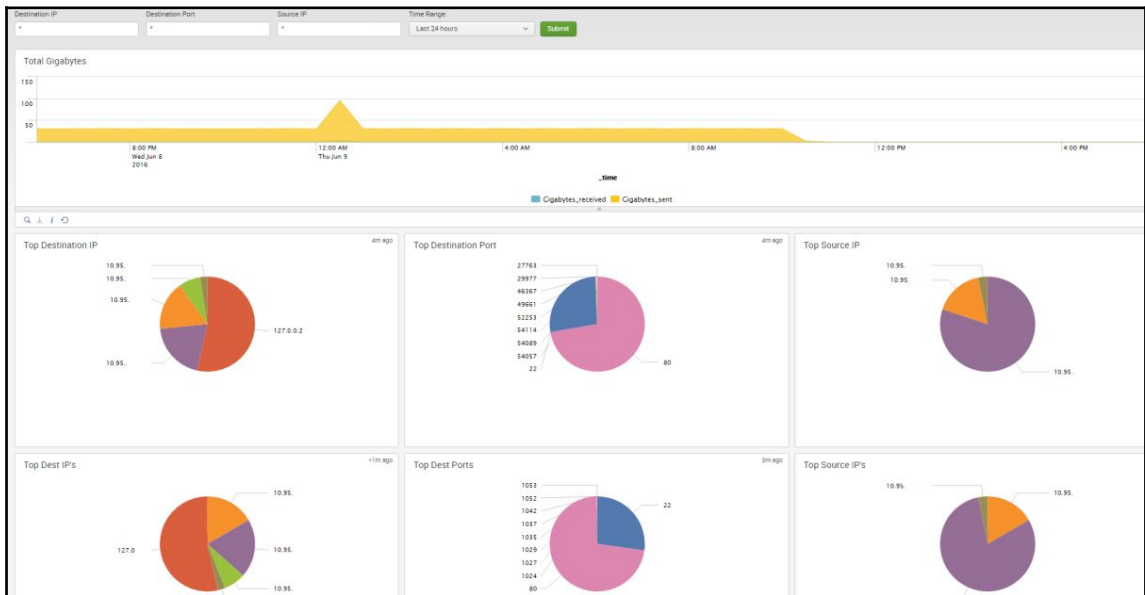 Destination IP
Destination Port
Source IP
Time Range:
*
*
*
Last 24 hours
Submit
Total Gigabytes
150
100
50
8:00 PM
Wed Jun 8
2016
12:00 AM
Thu Jun 9
4:00 AM
8:00 AM
12:00 PM
4:00 PM
_time
Gigabytes_received
Gigabytes_sent
Top Destination IP
4m ago
10.95.
10.95.
10.95.
10.95..
127.0.0.2
Top Destination Port
4m ago
27763
29977
46367
49661
52253
54114
54089
54057
22
80
Top Source IP
10.95.
10.95.
10.95.
Top Dest IP's
<1m ago
10.95.
10.95.
10.95.
127.0
Top Dest Ports
3m ago
1053
1052
1042
1037
1035
1029
1027
1024
80
22
Top Source IP's
10.95.
10.95.